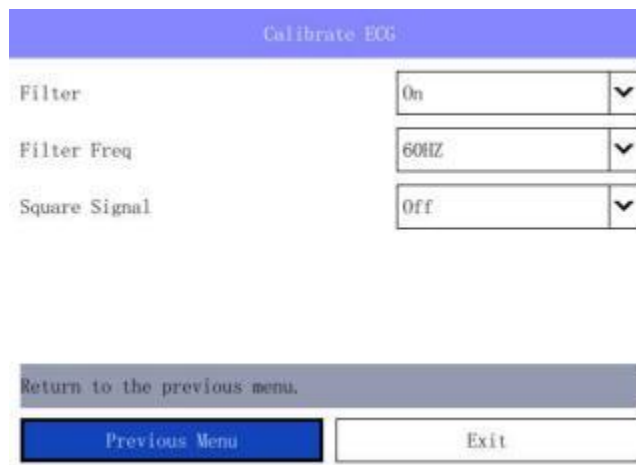 Calibrate ECG
Filter On
Filter Freq 60HZ
Square Signal Off
Return to the previous menu.
Previous Menu Exit